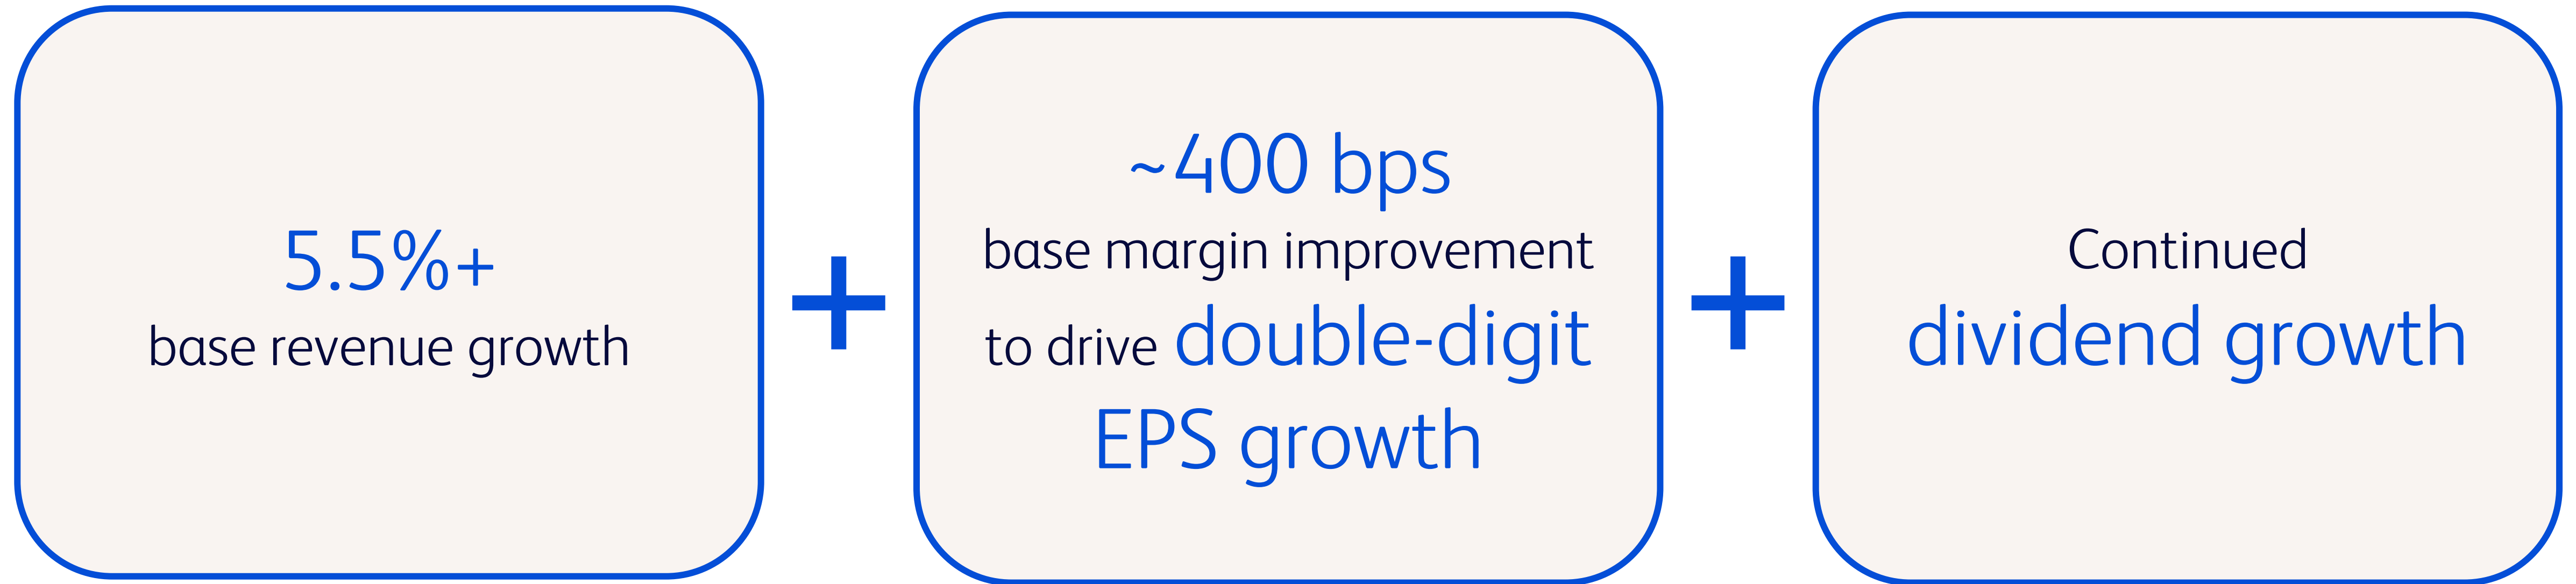 5.5%+
base revenue growth
+
~400 bps
base margin improvement
to drive double-digit
EPS growth
+
Continued
dividend growth